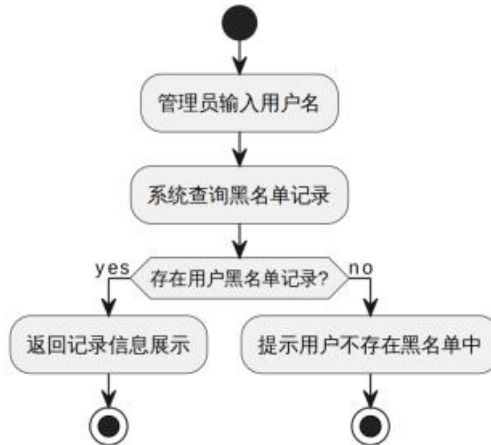 管理员输入用户名
系统查询黑名单记录
yes
存在用户黑名单记录?
no
返回记录信息展示
提示用户不存在黑名单中